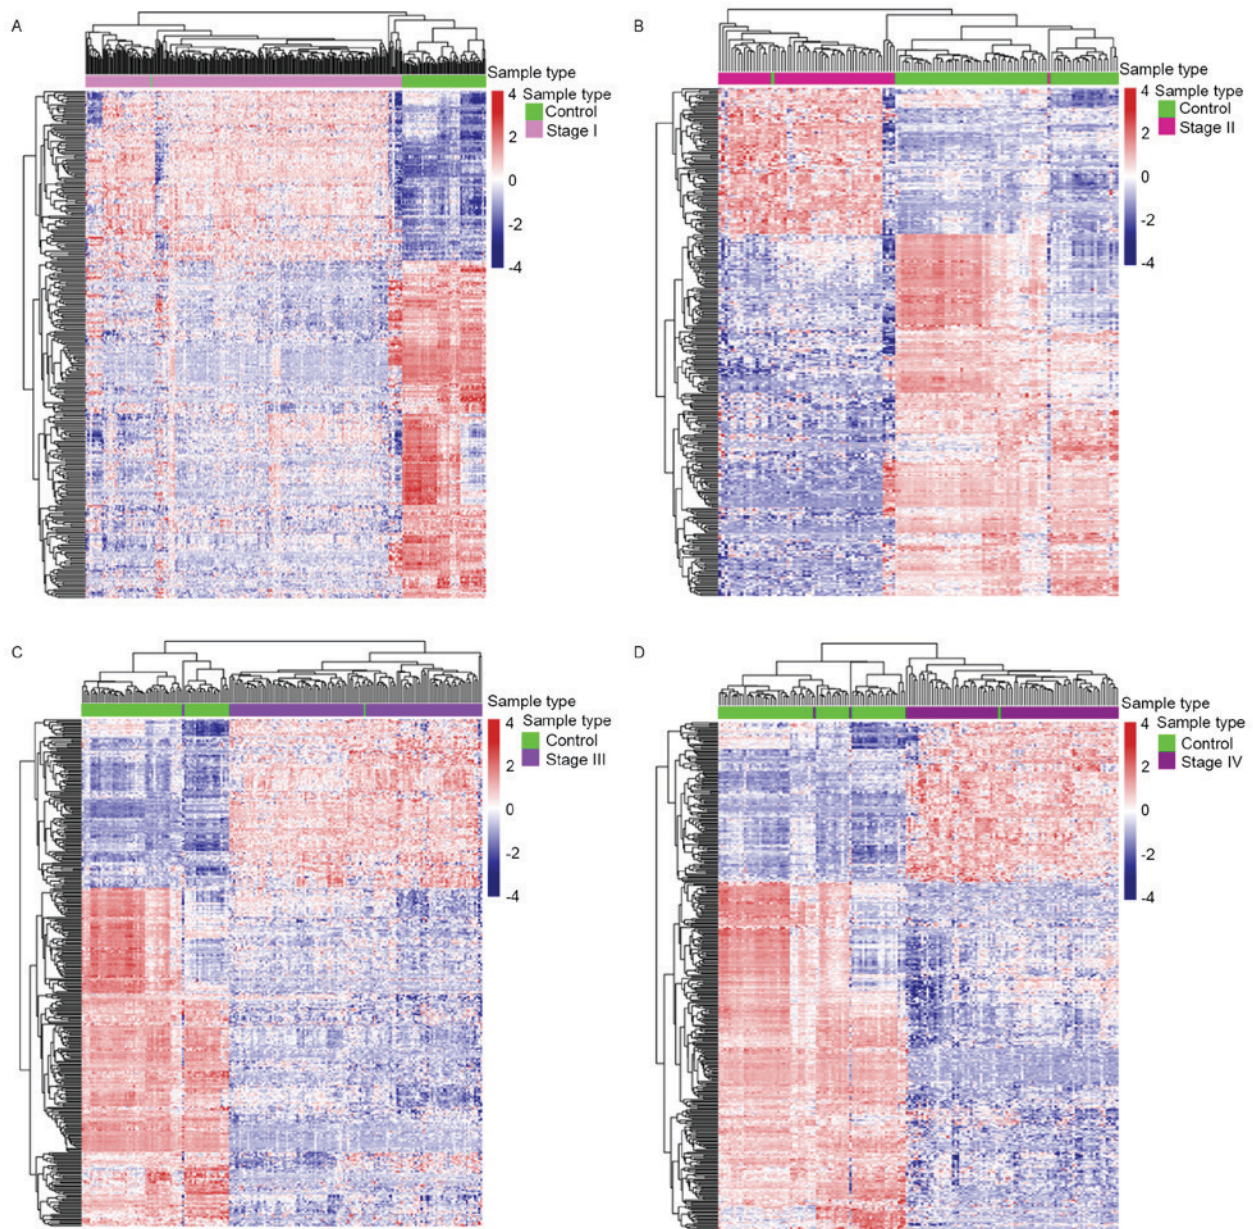 A
Sample type
4
Sample type
Control
2
Stage I
0
-2
-4
B
Sample type
4
Sample type
Control
2
Stage II
0
-2
-4
C
Sample type
4
Sample type
Control
2
Stage III
0
-2
-4
D
Sample type
4
Sample type
Control
2
Stage IV
0
-2
-4